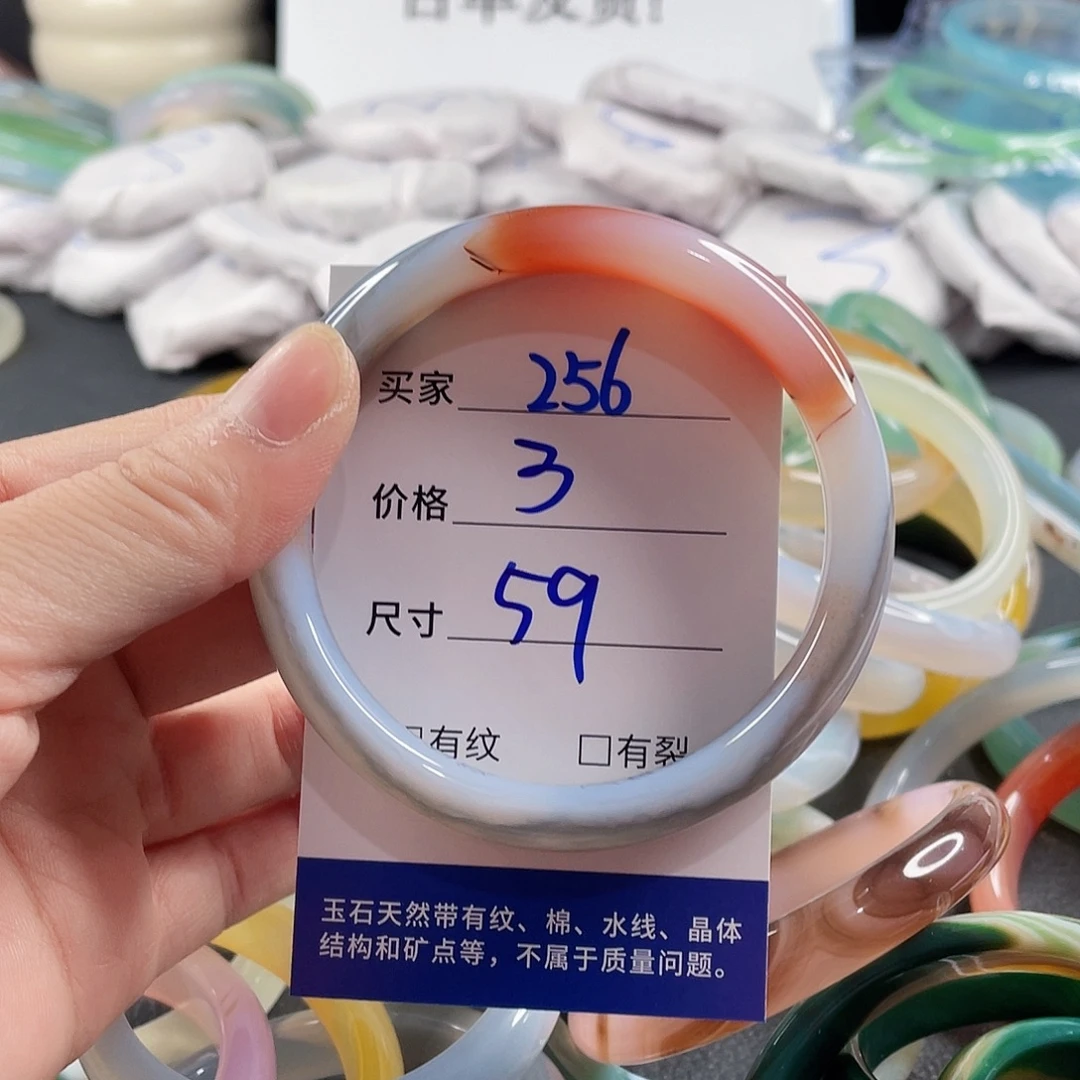 买家 256
价格 3
尺寸 59
有纹 □有裂
玉石天然带有纹、棉、水线、晶体
结构和矿点等，不属于质量问题。